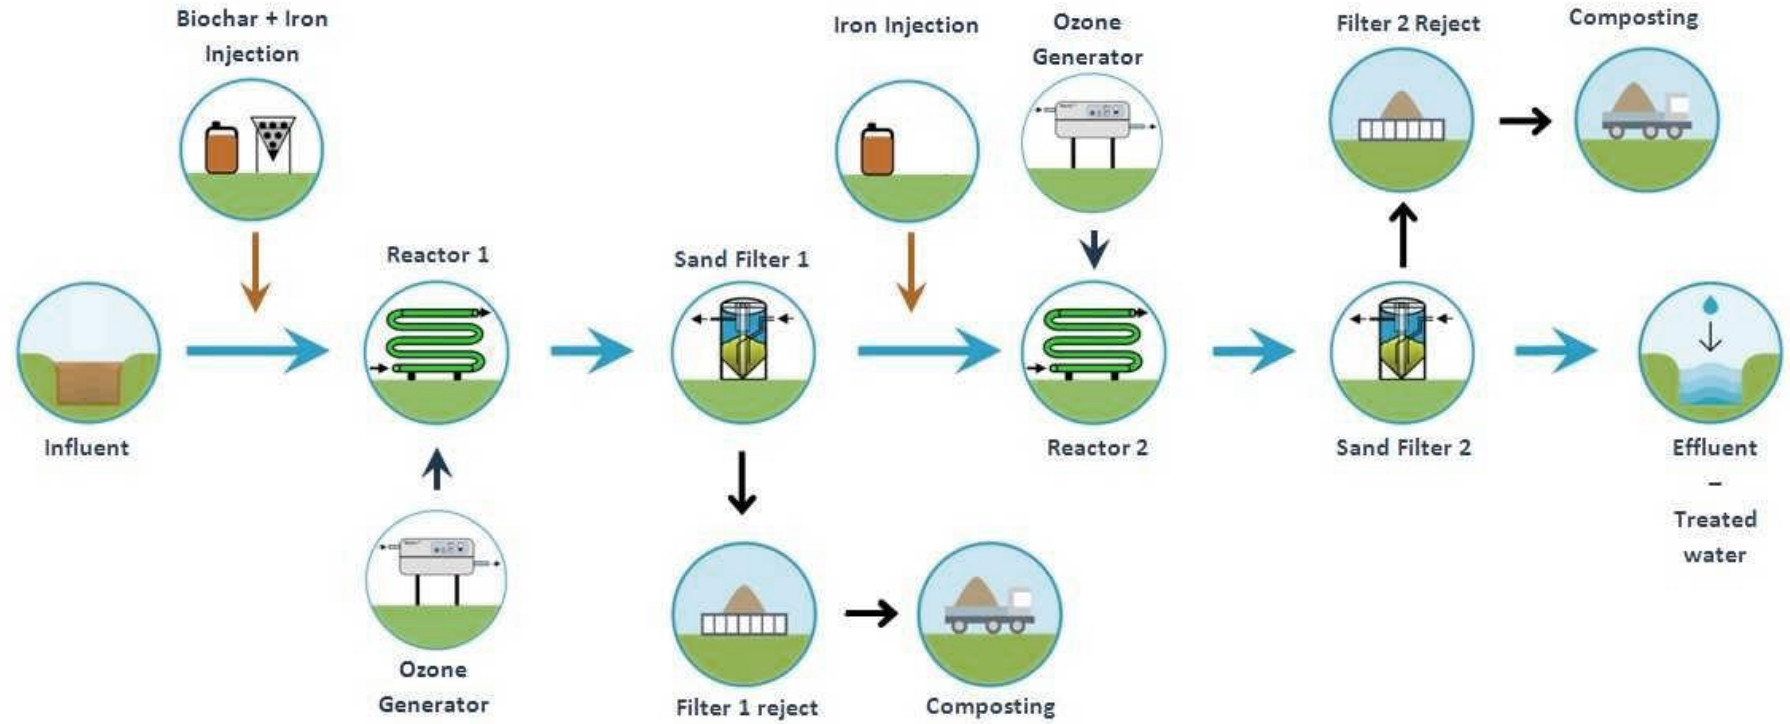 Biochar + Iron
Injection
Iron Injection
Ozone
Generator
Filter 2 Reject
Composting
Reactor 1
Sand Filter 1
Influent
Reactor 2
Sand Filter 2
Effluent
–
Treated
water
Ozone
Generator
Filter 1 reject
Composting